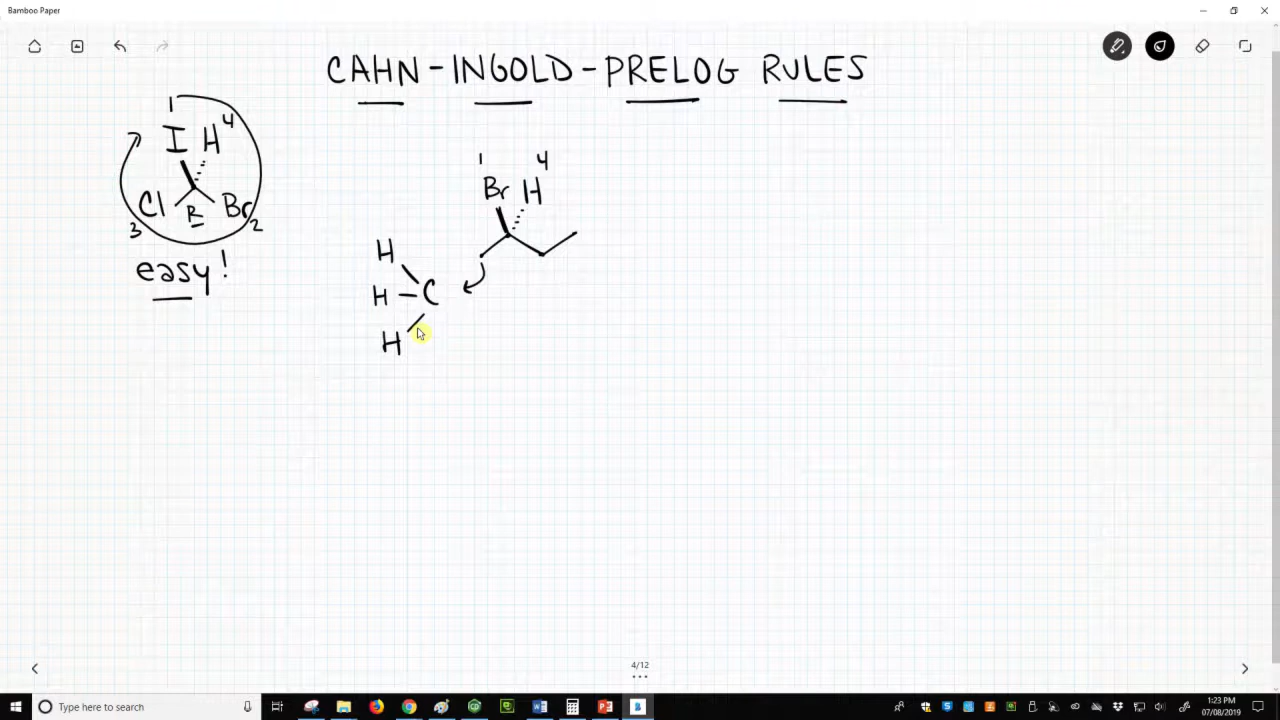 Bamboo Paper
CAHN-INGOLD-PRELOG RULES
1
I H 4
Cl R Br
3 2
easy!
1 4
Br H
H
H-C
H
4/12
Type here to search
1:23 PM
07/08/2019